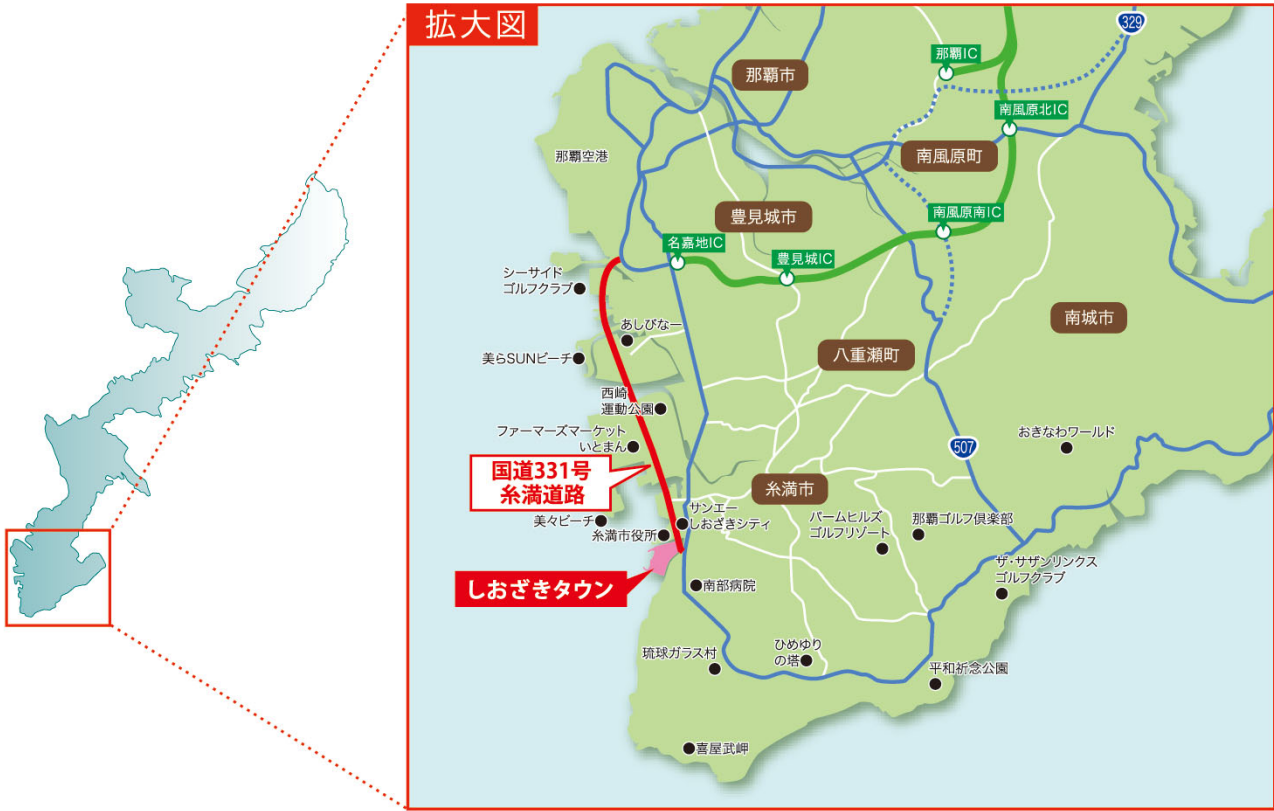 拡大図
329
那覇IC
那覇市
南風原北IC
那覇空港
南風原町
豊見城市
南風原南IC
名嘉地IC
豊見城IC
シーサイド
ゴルフクラブ
南城市
あしびなー
美らSUNビーチ
八重瀬町
西崎
運動公園
ファーマーズマーケット
いとまん
507
おきなわワールド
国道331号
糸満道路
糸満市
美々ビーチ
サンエー
しおざきシティ
糸満市役所
パームヒルズ
ゴルフリゾート
那覇ゴルフ倶楽部
ザ・サザンリンクス
ゴルフクラブ
しおざきタウン
南部病院
琉球ガラス村
ひめゆり
の塔
平和祈念公園
喜屋武岬